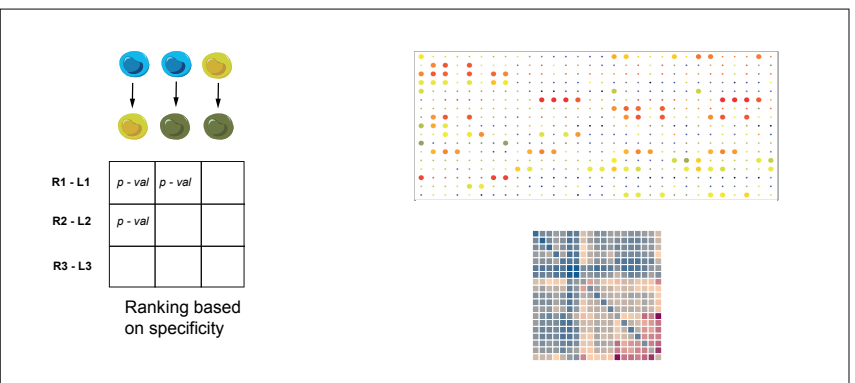 R1 - L1
p - val
p - val
R2 - L2
p - val
R3 - L3
Ranking based
on specificity